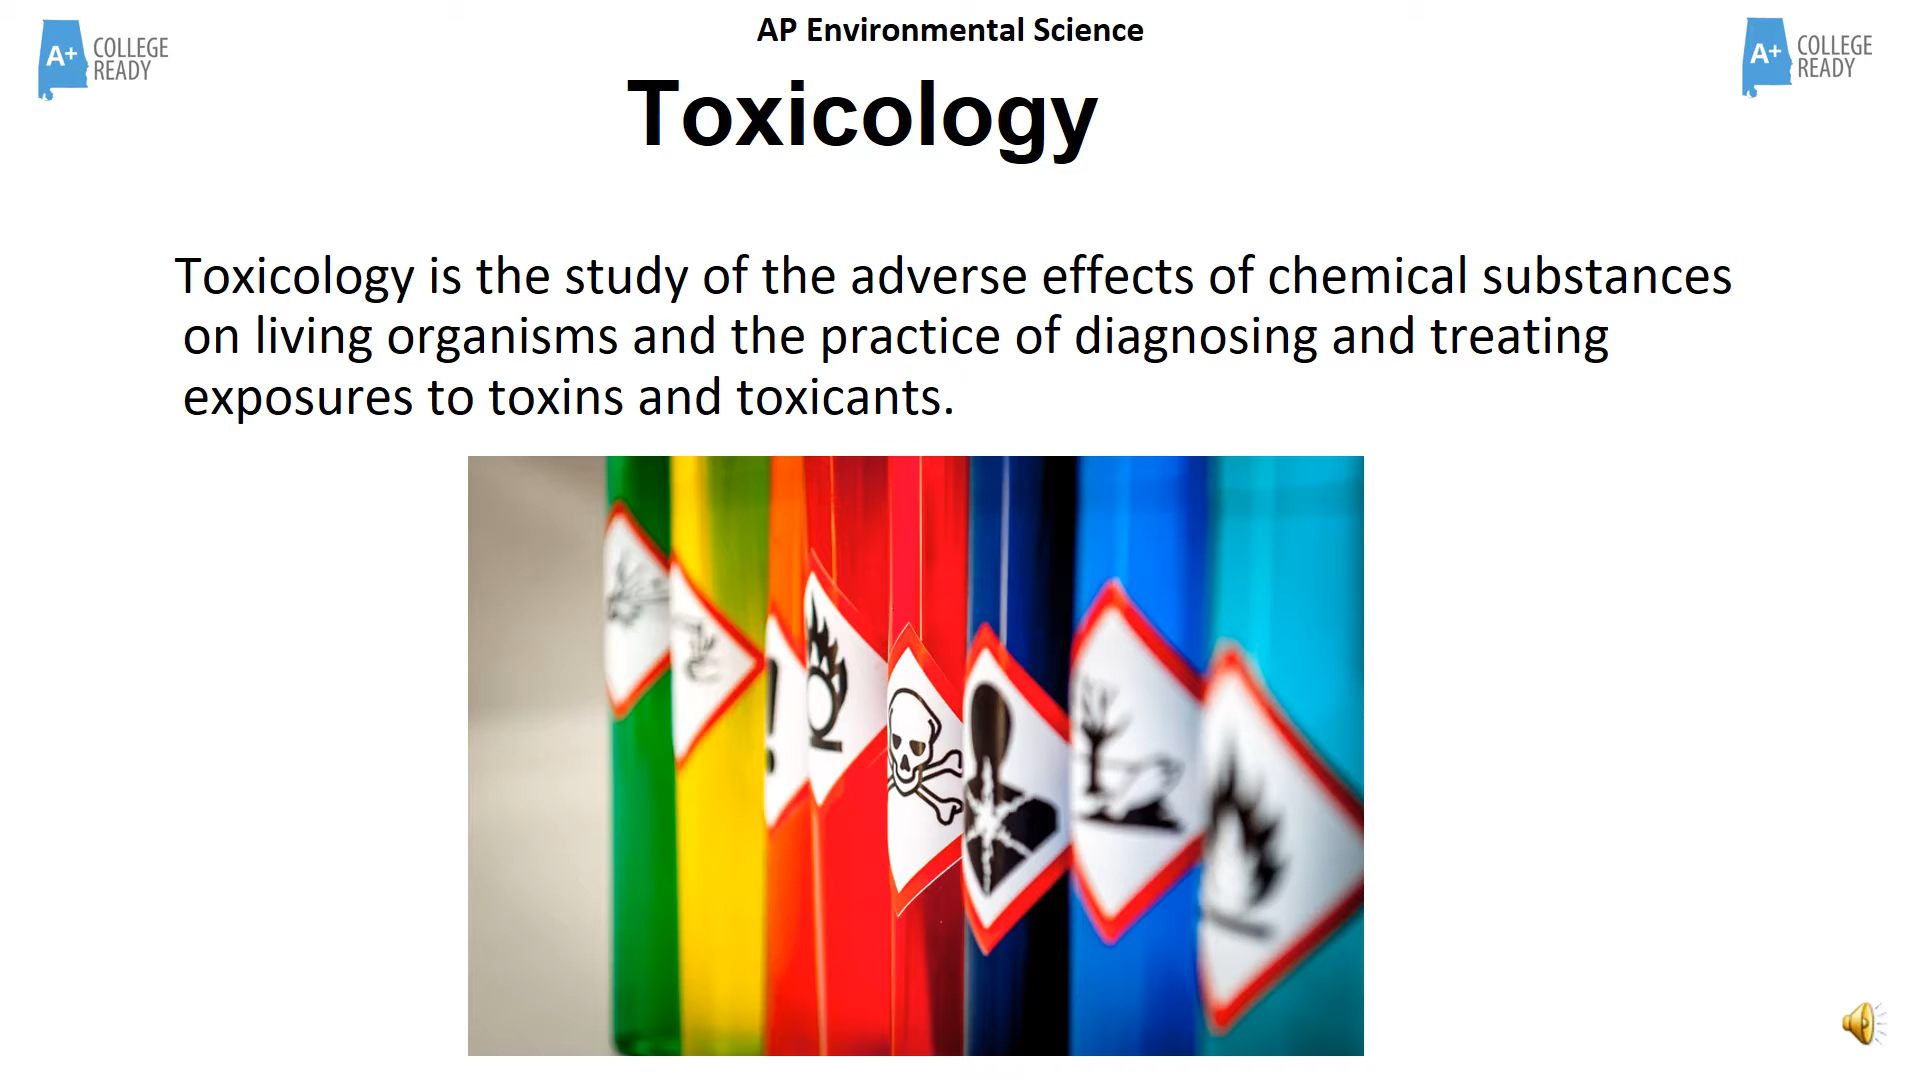 AP Environmental Science
A+ COLLEGE
READY
A+ COLLEGE
READY
Toxicology
Toxicology is the study of the adverse effects of chemical substances
on living organisms and the practice of diagnosing and treating
exposures to toxins and toxicants.
!